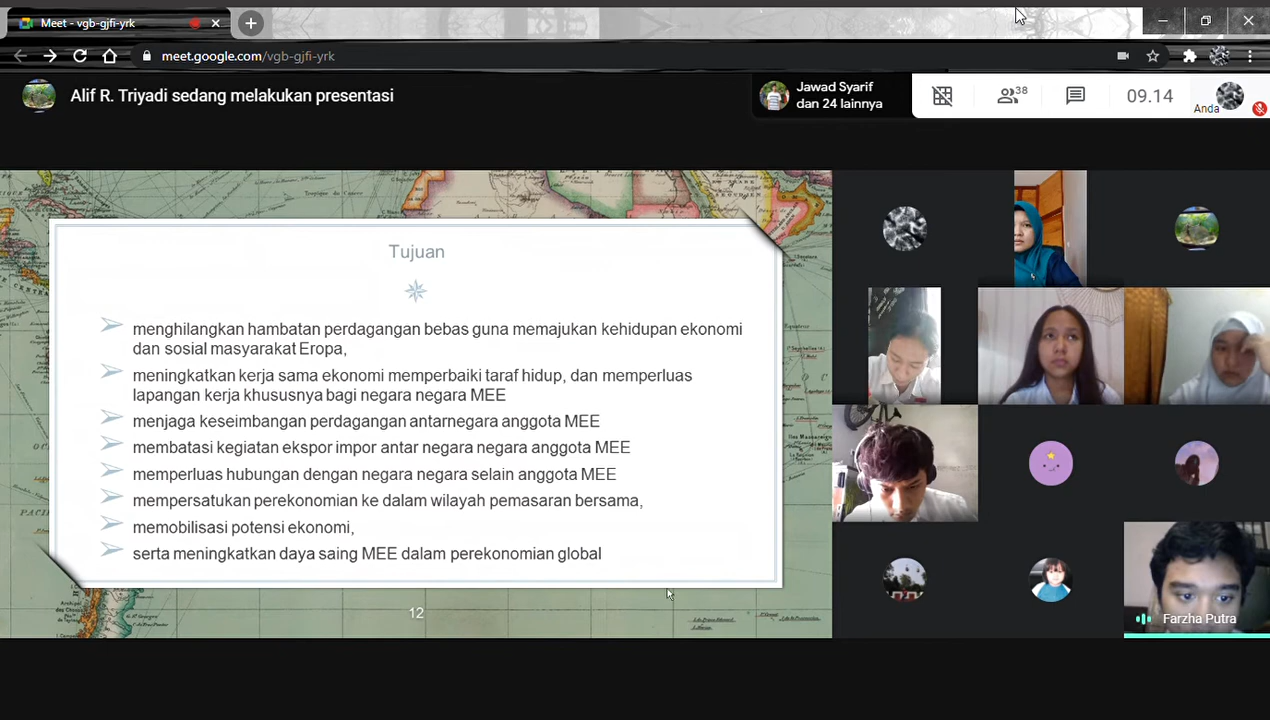 Meet - vgb-gjfi-yrk
meet.google.com/vgb-gjfi-yrk
Alif R. Triyadi sedang melakukan presentasi
Jawad Syarif
dan 24 lainnya
38
09.14
Anda
Tujuan
menghilangkan hambatan perdagangan bebas guna memajukan kehidupan ekonomi
dan sosial masyarakat Eropa,
meningkatkan kerja sama ekonomi memperbaiki taraf hidup, dan memperluas
lapangan kerja khususnya bagi negara negara MEE
menjaga keseimbangan perdagangan antarnegara anggota MEE
membatasi kegiatan ekspor impor antar negara negara anggota MEE
memperluas hubungan dengan negara negara selain anggota MEE
mempersatukan perekonomian ke dalam wilayah pemasaran bersama,
memobilisasi potensi ekonomi,
serta meningkatkan daya saing MEE dalam perekonomian global
12
Farzha Putra